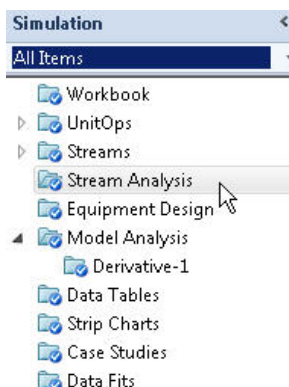 Simulation
All Items
Workbook
UnitOps
Streams
Stream Analysis
Equipment Design
Model Analysis
Derivative-1
Data Tables
Strip Charts
Case Studies
Data Fits